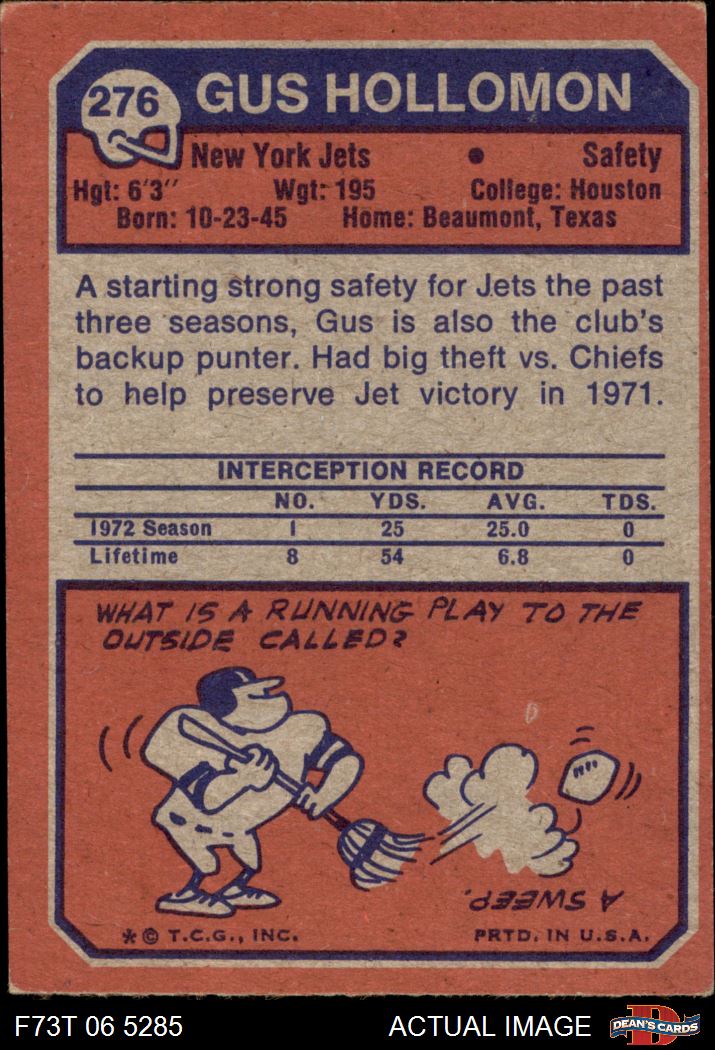 276 GUS HOLLOMON
New York Jets • Safety
Hgt: 6'3" Wgt: 195 College: Houston
Born: 10-23-45 Home: Beaumont, Texas
A starting strong safety for Jets the past
three seasons, Gus is also the club's
backup punter. Had big theft vs. Chiefs
to help preserve Jet victory in 1971.
INTERCEPTION RECORD
NO. YDS. AVG. TDS.
1972 Season 1 25 25.0 0
Lifetime 8 54 6.8 0
WHAT IS A RUNNING PLAY TO THE
OUTSIDE CALLED?
A SWEEP.
* © T.C.G., INC. PRTD. IN U.S.A.
F73T 06 5285 ACTUAL IMAGE D DEAN'S CARDS